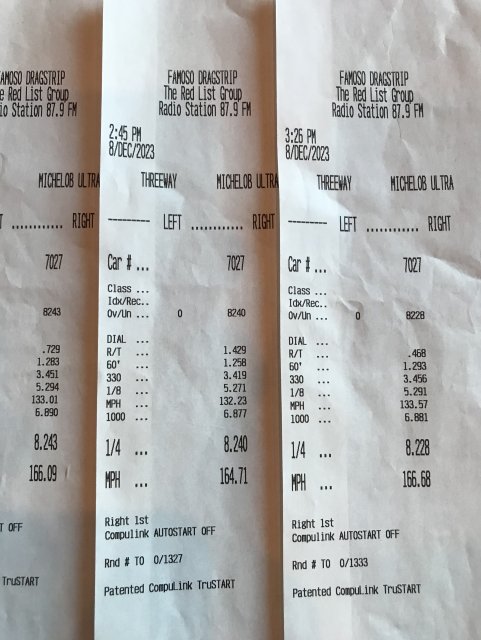 FAMOSO DRAGSTRIP
Red List Group
Radio Station 87.9 FM
MICHELOB ULTRA
............ RIGHT
7027
8243
.729
1.283
3.451
5.294
133.01
6.890
8.243
166.09
OFF
TruSTART
FAMOSO DRAGSTRIP
The Red List Group
Radio Station 87.9 FM
2:45 PM
8/DEC/2023
THREEWAY MICHELOB ULTRA
--------- LEFT ............ RIGHT
Car # ... 7027
Class ...
Idx/Rec..
Ov/Un ... 0 8240
DIAL ...
R/T ... 1.429
60' ... 1.258
330 ... 3.419
1/8 ... 5.271
MPH ... 132.23
1000 ... 6.877
1/4 ... 8.240
MPH ... 164.71
Right 1st
Compulink AUTOSTART OFF
Rnd # T0 0/1327
Patented CompuLink TruSTART
FAMOSO DRAGSTRIP
The Red List Group
Radio Station 87.9 FM
3:26 PM
8/DEC/2023
THREEWAY MICHELOB ULTRA
--------- LEFT ............ RIGHT
Car # ... 7027
Class ...
Idx/Rec..
Ov/Un ... 0 8228
DIAL ...
R/T ... .468
60' ... 1.293
330 ... 3.456
1/8 ... 5.291
MPH ... 133.57
1000 ... 6.881
1/4 ... 8.228
MPH ... 166.68
Right 1st
Compulink AUTOSTART OFF
Rnd # T0 0/1333
Patented CompuLink TruSTART